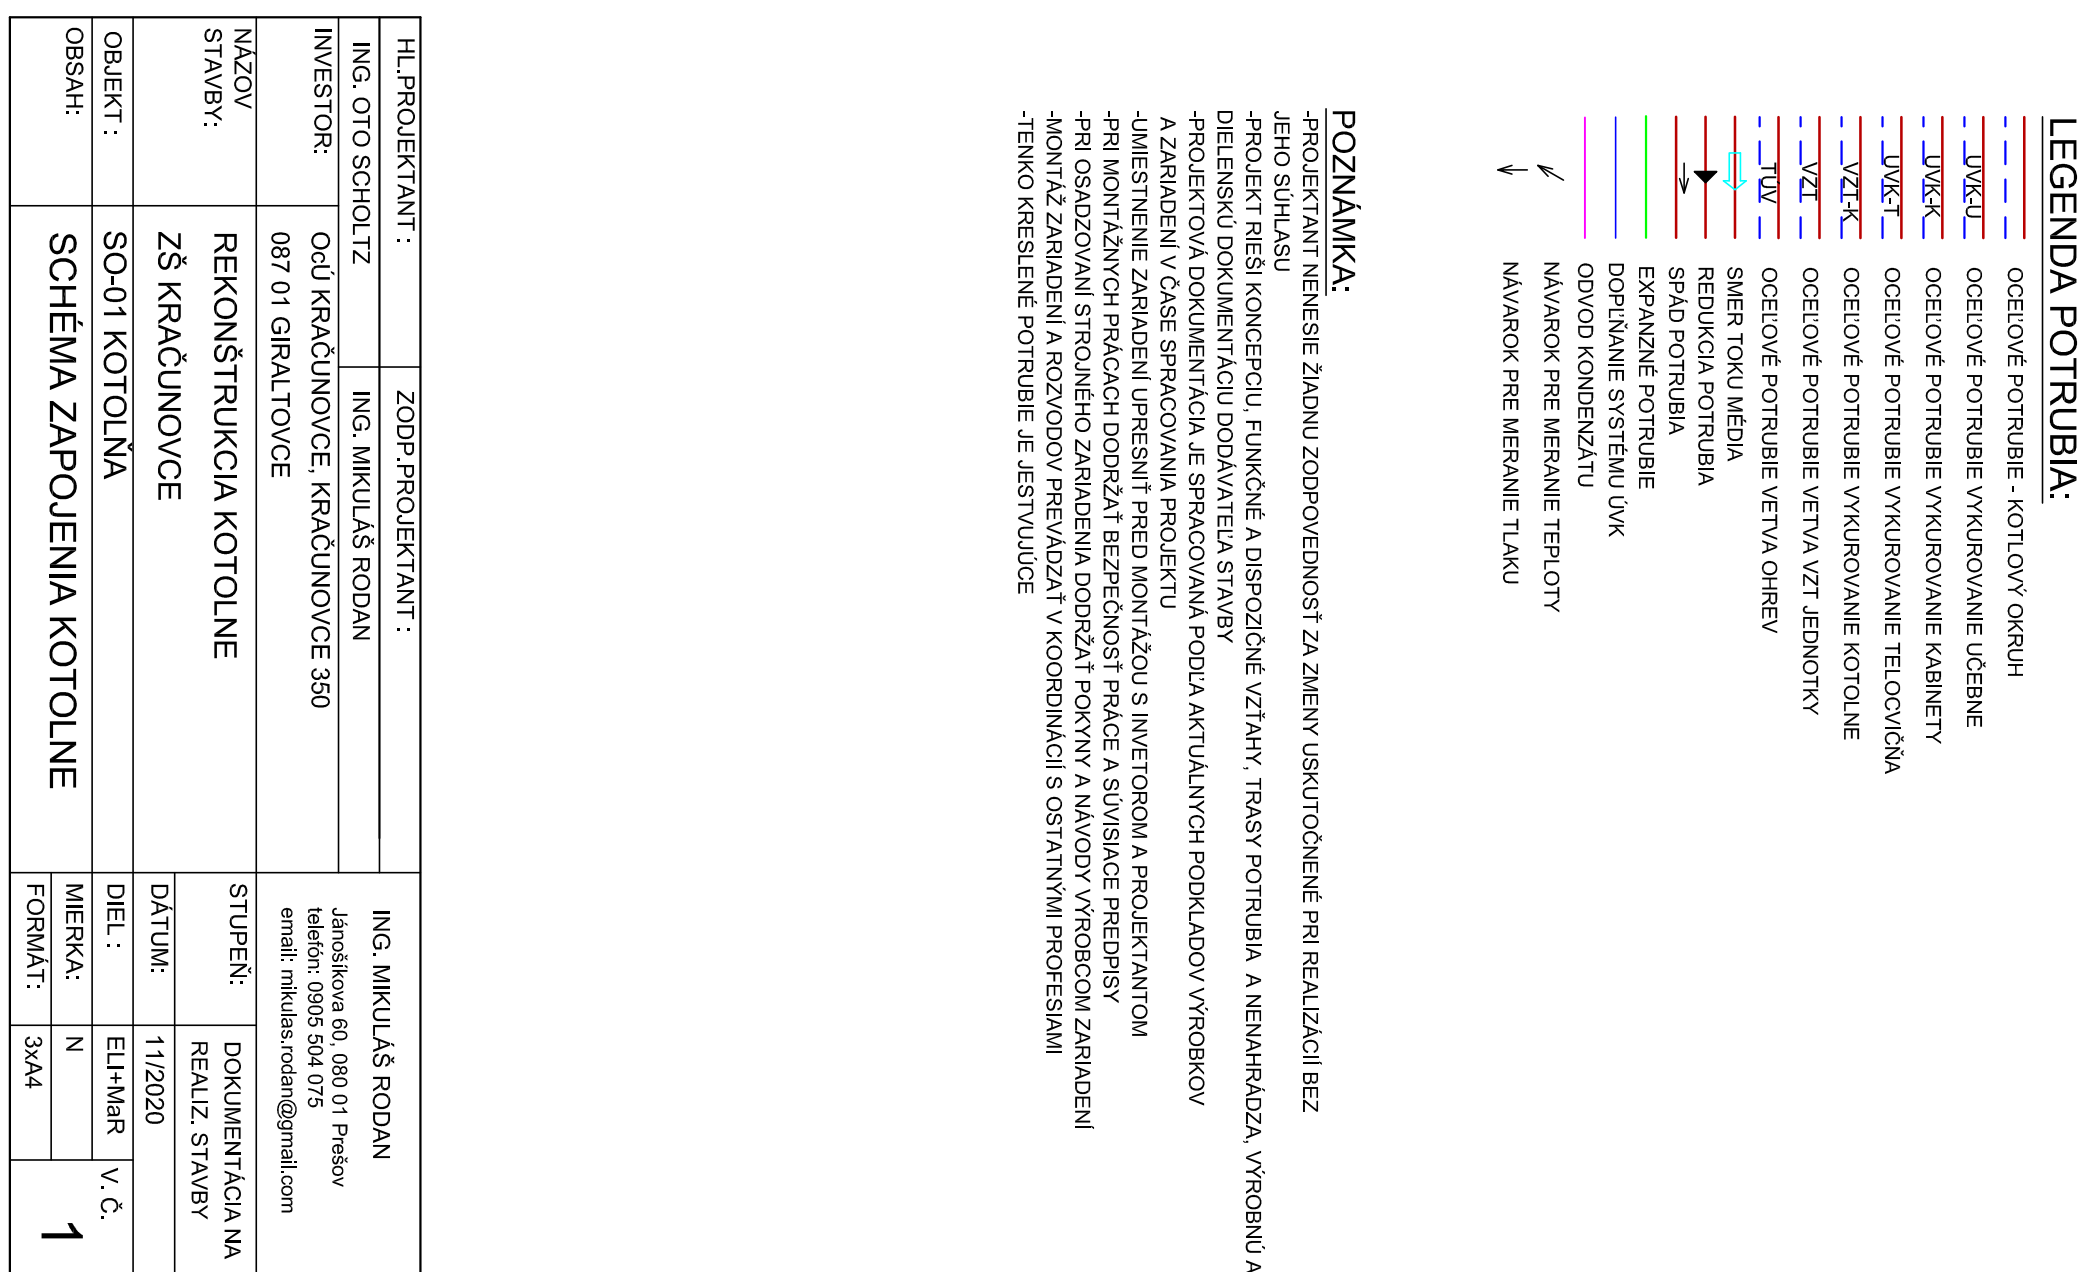 LEGENDA POTRUBIA:
OCEĽOVÉ POTRUBIE - KOTLOVÝ OKRUH
UVK-U OCEĽOVÉ POTRUBIE VYKUROVANIE UČEBNE
UVK-K OCEĽOVÉ POTRUBIE VYKUROVANIE KABINETY
UVK-T OCEĽOVÉ POTRUBIE VYKUROVANIE TELOCVIČŇA
VZT-K OCEĽOVÉ POTRUBIE VYKUROVANIE KOTOLNE
VZT OCEĽOVÉ POTRUBIE VETVA VZT JEDNOTKY
TÚV OCEĽOVÉ POTRUBIE VETVA OHREV
SMER TOKU MÉDIA
REDUKCIA POTRUBIA
SPÁD POTRUBIA
EXPANZNÉ POTRUBIE
DOPĹŇANIE SYSTÉMU ÚVK
ODVOD KONDENZÁTU
NÁVAROK PRE MERANIE TEPLOTY
NÁVAROK PRE MERANIE TLAKU
POZNÁMKA:
-PROJEKTANT NENESIE ŽIADNU ZODPOVEDNOSŤ ZA ZMENY USKUTOČNENÉ PRI REALIZÁCIÍ BEZ
JEHO SÚHLASU
-PROJEKT RIEŠI KONCEPCIU, FUNKČNÉ A DISPOZIČNÉ VZŤAHY, TRASY POTRUBIA A NENAHRÁDZA, VÝROBNÚ A
DIELENSKÚ DOKUMENTÁCIU DODÁVATEĽA STAVBY
-PROJEKTOVÁ DOKUMENTÁCIA JE SPRACOVANÁ PODĽA AKTUÁLNYCH PODKLADOV VÝROBKOV
A ZARIADENÍ V ČASE SPRACOVANIA PROJEKTU
-UMIESTNENIE ZARIADENÍ UPRESNIŤ PRED MONTÁŽOU S INVETOROM A PROJEKTANTOM
-PRI MONTÁŽNYCH PRÁCACH DODRŽAŤ BEZPEČNOSŤ PRÁCE A SÚVISIACE PREDPISY
-PRI OSADZOVANÍ STROJNÉHO ZARIADENIA DODRŽAŤ POKYNY A NÁVODY VÝROBCOM ZARIADENÍ
-MONTÁŽ ZARIADENÍ A ROZVODOV PREVÁDZAŤ V KOORDINÁCIÍ S OSTATNÝMI PROFESIAMI
-TENKO KRESLENÉ POTRUBIE JE JESTVUJÚCE
HL.PROJEKTANT : ZODP.PROJEKTANT :
ING. OTO SCHOLTZ ING. MIKULÁŠ RODAN
INVESTOR: OcÚ KRAČUNOVCE, KRAČUNOVCE 350
087 01 GIRALTOVCE
ING. MIKULÁŠ RODAN
Jánošíkova 60, 080 01 Prešov
telefón: 0905 504 075
email: mikulas.rodan@gmail.com
NÁZOV
STAVBY:
REKONŠTRUKCIA KOTOLNE
ZŠ KRAČUNOVCE
STUPEŇ: DOKUMENTÁCIA NA
REALIZ. STAVBY
DÁTUM: 11/2020
OBJEKT : SO-01 KOTOLŇA
DIEL : ELI+MaR
OBSAH: SCHÉMA ZAPOJENIA KOTOLNE
MIERKA: N
FORMÁT: 3xA4
V. Č.
1